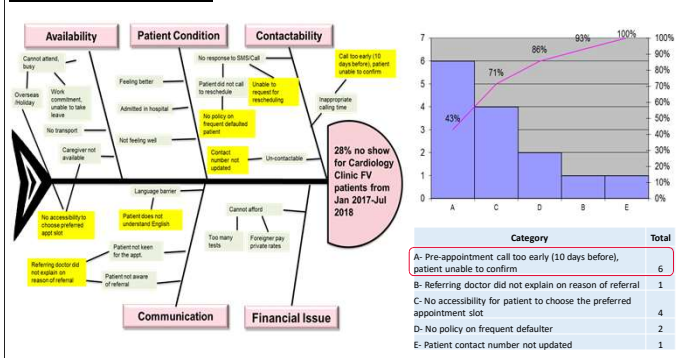 Availability
Patient Condition
Contactability
Cannot attend,
busy
Overseas
/Holiday
Work
commitment,
unable to take
leave
No transport
Caregiver not
available
No accessibility to
choose preferred
appt slot
Feeling better
Admitted in hospital
Not feeling well
No response to SMS/Call
Patient did not call
to reschedule
No policy on
frequent defaulted
patient
Unable to
request for
rescheduling
Call too early (10
days before), patient
unable to confirm
Inappropriate
calling time
Contact
number not
updated
Un-contactable
28% no show
for Cardiology
Clinic FV
patients from
Jan 2017-Jul
2018
Language barrier
Patient does not
understand English
Patient not keen
for the appt.
Referring doctor did
not explain on
reason of referral
Patient not aware
of referral
Cannot afford
Too many
tests
Foreigner pay
private rates
Communication
Financial Issue
7
6
5
4
3
2
1
0
43%
71%
86%
93%
100%
100%
90%
80%
70%
60%
50%
40%
30%
20%
10%
0%
A
C
D
B
E
Category Total
A- Pre-appointment call too early (10 days before),
patient unable to confirm 6
B- Referring doctor did not explain on reason of referral 1
C- No accessibility for patient to choose the preferred
appointment slot 4
D- No policy on frequent defaulter 2
E- Patient contact number not updated 1